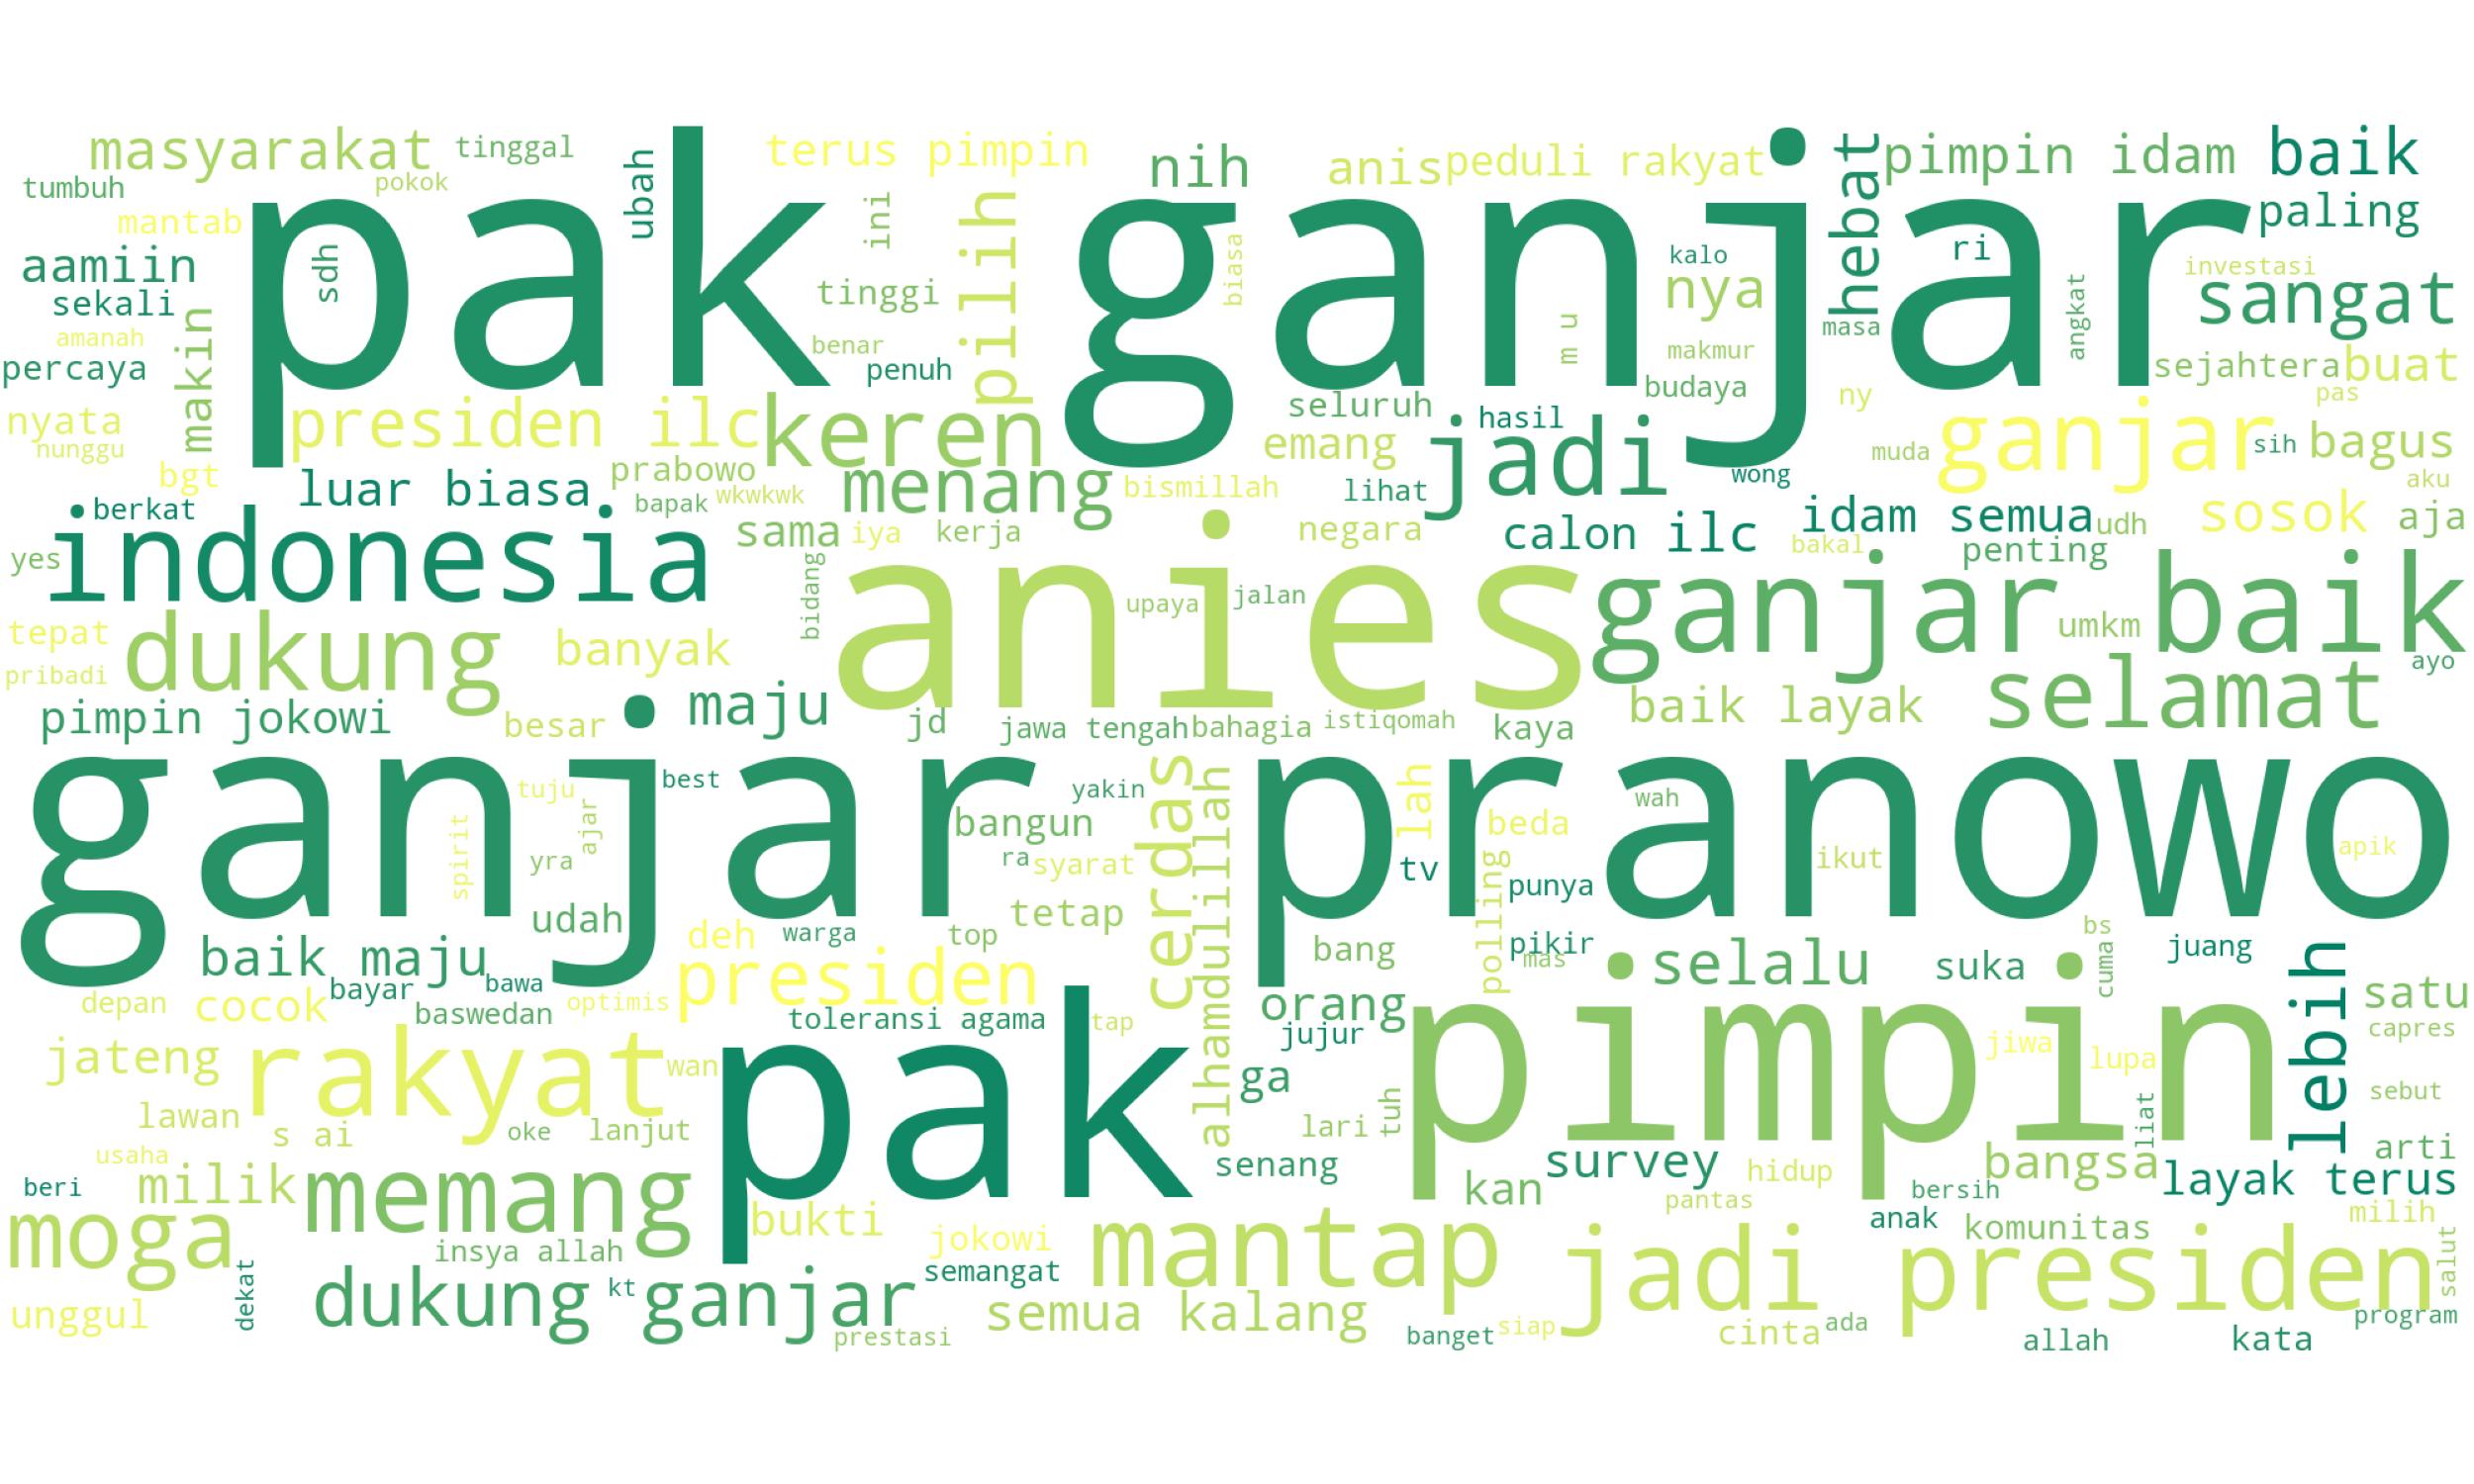 masyarakat tinggal ubah terus pimpin nih anis peduli rakyat hebat pimpin idam baik
tumbuh pokok
mantab pak ganjar paling
aamiin sdh ini pilih biasa kalo ri investasi
sekali tinggi nya angkat sangat
amanah makin benar m u makmur masa
percaya penuh budaya sejahtera buat
nyata presiden ilc keren seluruh hasil ny ganjar pas
nunggu emang jadi muda sih bagus
bgt luar biasa prabowo menang bismillah lihat wong aku
berkat bapak wkwkwk calon ilc idam semua udh sosok aja
indonesia sama iya kerja negara bakal penting
yes bidang anies upaya jalan ganjar baik
tepat dukung banyak umkm
pribadi baik layak selamat ayo
pimpin jokowi besar maju jd jawa tengah bahagia istiqomah kaya
ganjar pranowo
tuju best yakin cerdas alhamdulillah lah wah
spirit ajar bangun beda
yra ra syarat tv ikut apik
udah tetap polling punya
baik maju deh warga top bang pikir mas selalu suka bs cuma juang
bayar bawa presiden lebih
depan cocok baswedan optimis toleransi agama tap orang pimpin satu
jateng rakyat wan pak jujur jiwa lupa capres
lawan ga sebut
s ai oke lanjut lari tuh liat arti
usaha senang survey hidup bangsa layak terus
beri milik memang kan pantas bersih
moga bukti mantap anak komunitas milih
insya allah jokowi jadi presiden salut
dekat dukung ganjar kt semangat
unggul semua kalang program
prestasi banget siap cinta ada allah kata